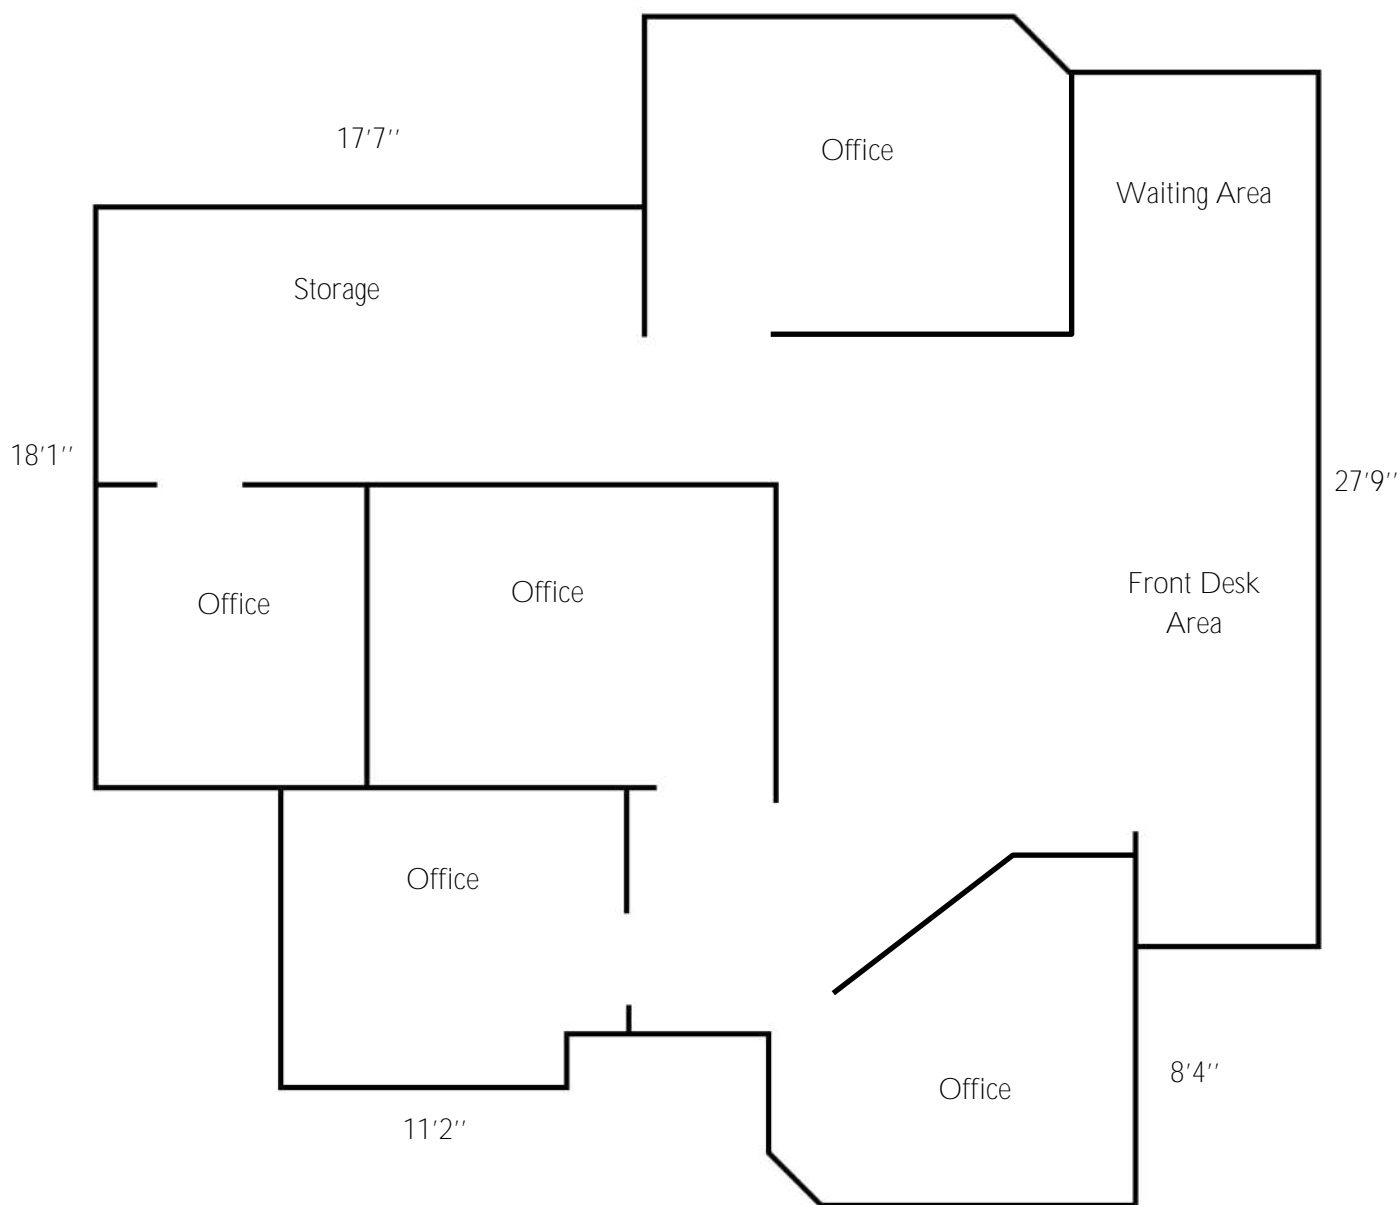 17'7''
Office
Waiting Area
Storage
18'1''
27'9''
Office
Office
Front Desk
Area
Office
8'4''
Office
11'2''